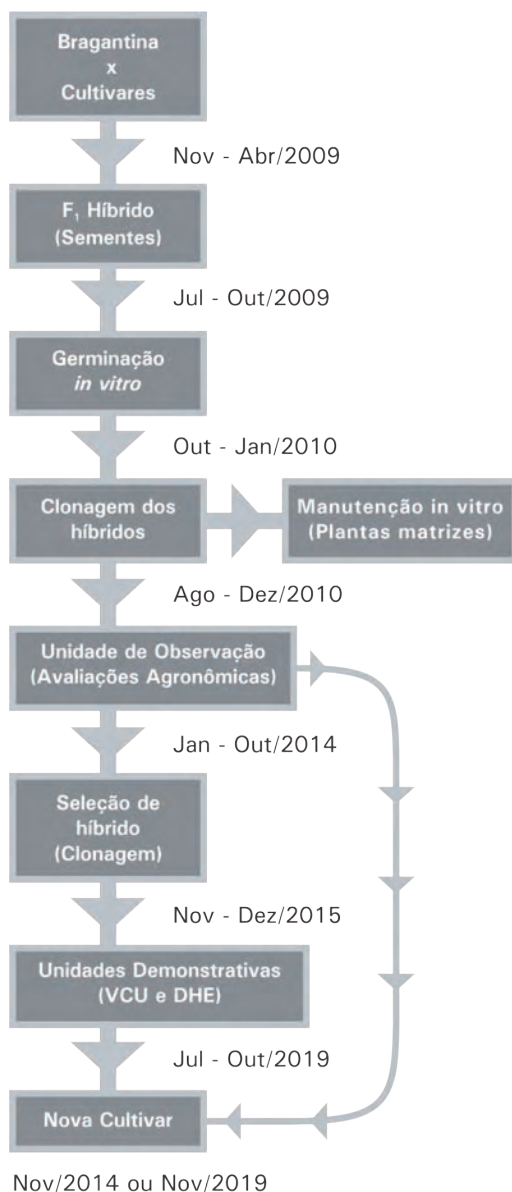 Bragantina
x
Cultivares
Nov - Abr/2009
F₁ Híbrido
(Sementes)
Jul - Out/2009
Germinação
in vitro
Out - Jan/2010
Clonagem dos
híbridos
Manutenção in vitro
(Plantas matrizes)
Ago - Dez/2010
Unidade de Observação
(Avaliações Agronômicas)
Jan - Out/2014
Seleção de
híbrido
(Clonagem)
Nov - Dez/2015
Unidades Demonstrativas
(VCU e DHE)
Jul - Out/2019
Nova Cultivar
Nov/2014 ou Nov/2019